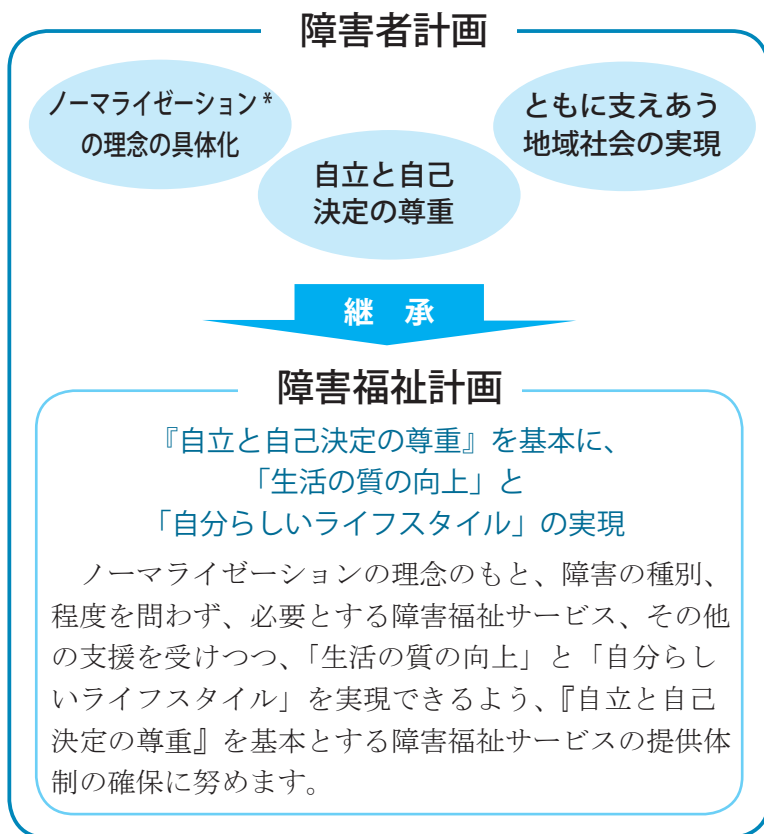 障害者計画
ノーマライゼーション*
の理念の具体化
ともに支えあう
地域社会の実現
自立と自己
決定の尊重
継 承
障害福祉計画
『自立と自己決定の尊重』を基本に、
「生活の質の向上」と
「自分らしいライフスタイル」の実現
ノーマライゼーションの理念のもと、障害の種別、
程度を問わず、必要とする障害福祉サービス、その他
の支援を受けつつ、「生活の質の向上」と「自分らし
いライフスタイル」を実現できるよう、『自立と自己
決定の尊重』を基本とする障害福祉サービスの提供体
制の確保に努めます。